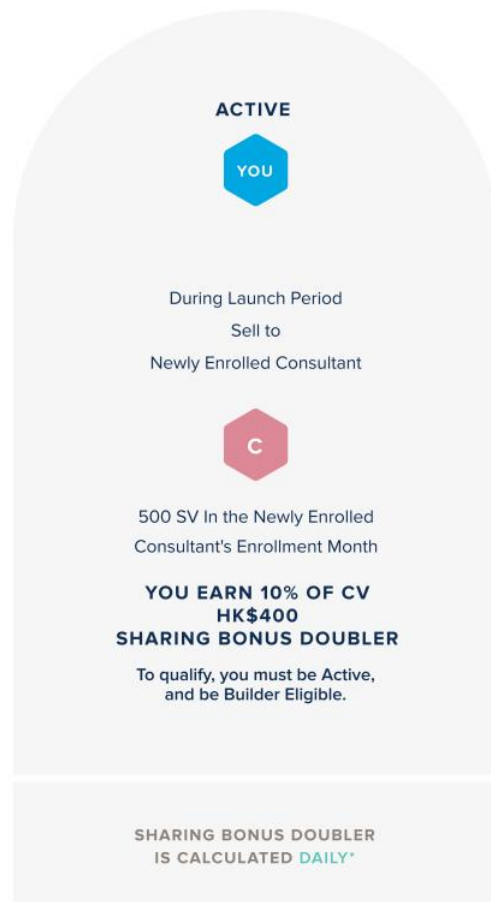 ACTIVE
YOU
During Launch Period
Sell to
Newly Enrolled Consultant
C
500 SV In the Newly Enrolled
Consultant's Enrollment Month
YOU EARN 10% OF CV
HK$400
SHARING BONUS DOUBLER
To qualify, you must be Active,
and be Builder Eligible.
SHARING BONUS DOUBLER
IS CALCULATED DAILY*